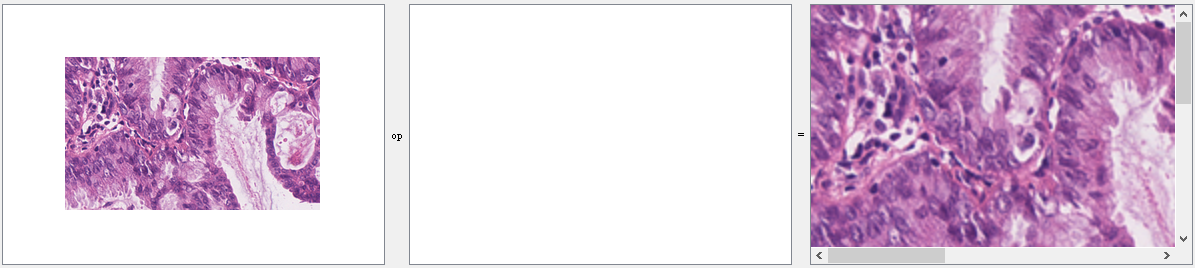 op
=